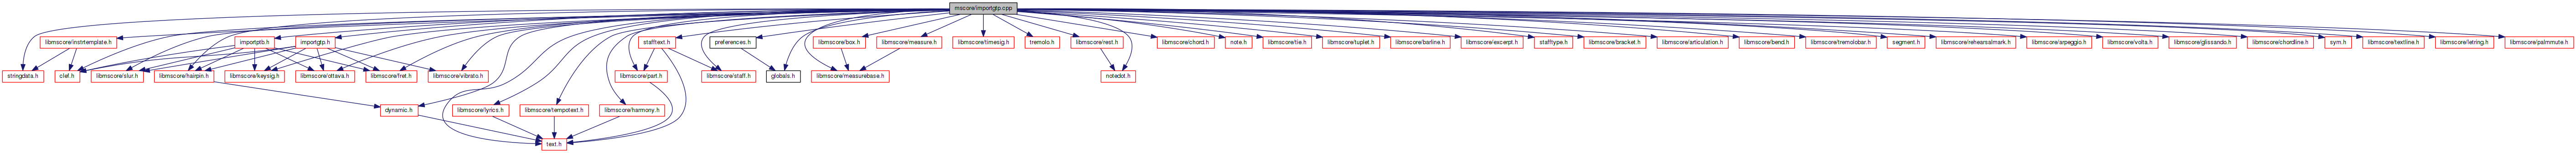 mscore/importgtp.cpp
libmscore/instrtemplate.h
importptb.h
importgtp.h
stafftext.h
preferences.h
libmscore/box.h
libmscore/measure.h
libmscore/timesig.h
tremolo.h
libmscore/rest.h
libmscore/chord.h
note.h
libmscore/tie.h
libmscore/tuplet.h
libmscore/barline.h
libmscore/excerpt.h
stafftype.h
libmscore/bracket.h
libmscore/articulation.h
libmscore/bend.h
libmscore/tremolobar.h
segment.h
libmscore/rehearsalmark.h
libmscore/arpeggio.h
libmscore/volta.h
libmscore/glissando.h
libmscore/chordline.h
sym.h
libmscore/textline.h
libmscore/letring.h
libmscore/palmmute.h
stringdata.h
clef.h
libmscore/slur.h
libmscore/hairpin.h
libmscore/keysig.h
libmscore/ottava.h
libmscore/fret.h
libmscore/vibrato.h
libmscore/part.h
libmscore/staff.h
globals.h
libmscore/measurebase.h
notedot.h
dynamic.h
libmscore/lyrics.h
libmscore/tempotext.h
libmscore/harmony.h
text.h